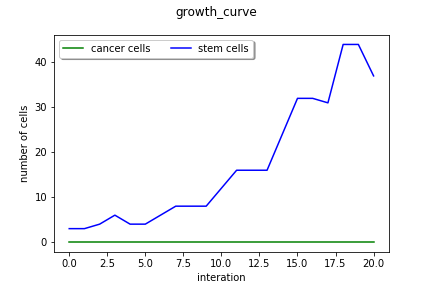 growth_curve
cancer cells
stem cells
number of cells
40
30
20
10
0
0.0 2.5 5.0 7.5 10.0 12.5 15.0 17.5 20.0
interation